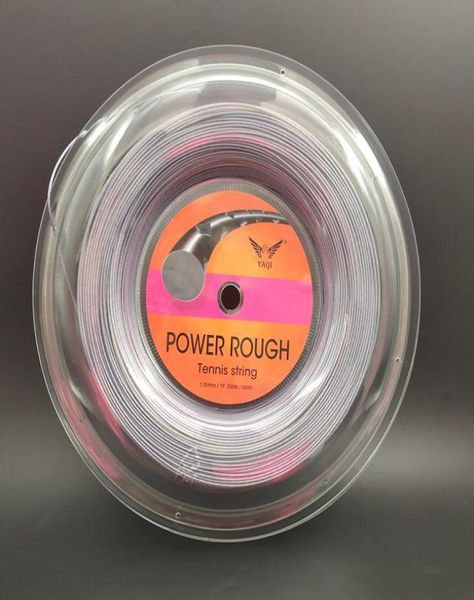 YAQI
POWER ROUGH
Tennis string
1.25mm / 17 200M / 660FT